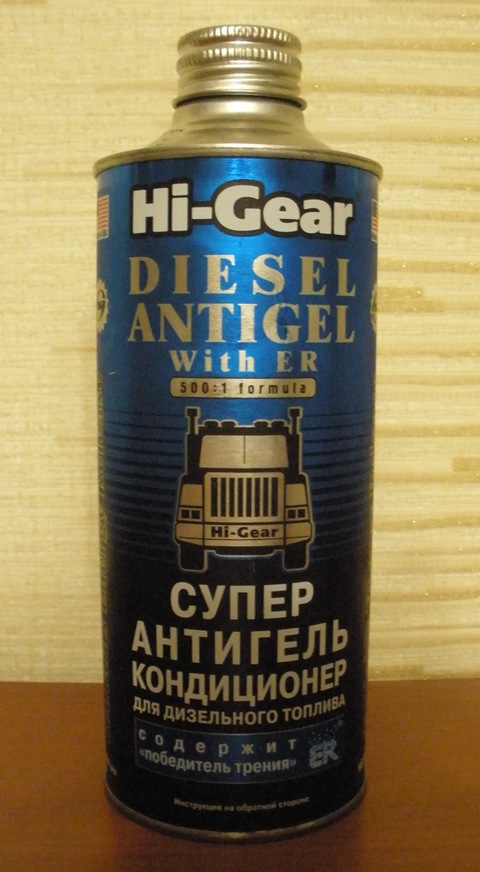 Hi-Gear
DIESEL
ANTIGEL
With ER
500:1 formula
Hi-Gear
СУПЕР
АНТИГЕЛЬ
КОНДИЦИОНЕР
ДЛЯ ДИЗЕЛЬНОГО ТОПЛИВА
содержит
«победитель трения»
ER
Инструкция на обратной стороне